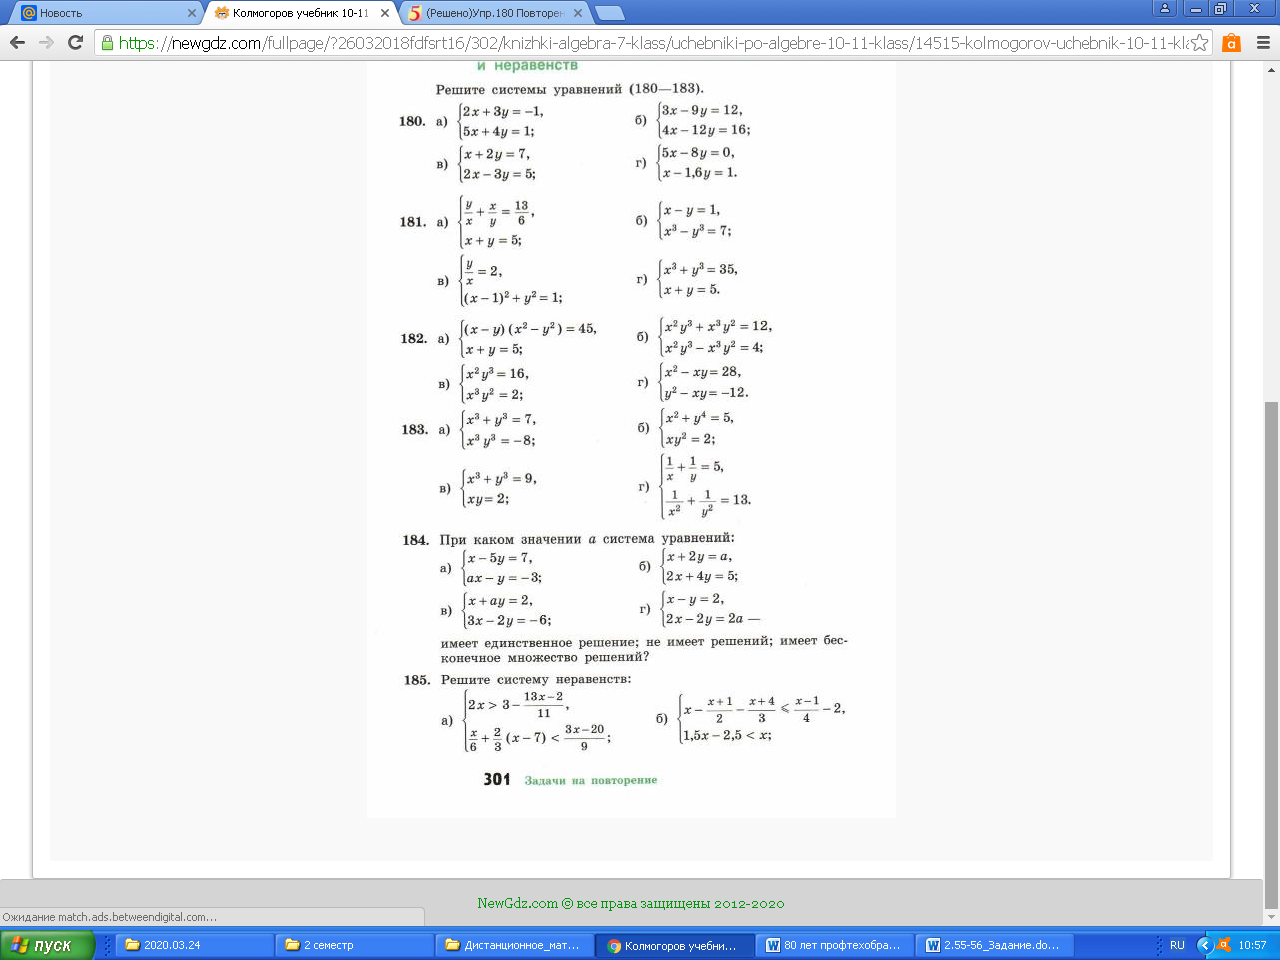 Новость
Колмогоров учебник 10-11
(Решено)Упр.180 Повторен
https://newgdz.com/fullpage/?26032018fdfsrt16/302/knizhki-algebra-7-klass/uchebniki-po-algebre-10-11-klass/14515-kolmogorov-uchebnik-10-11-kla
и неравенств
Решите системы уравнений (180—183).
180. а) {2x + 3y = −1, 5x + 4y = 1; б) {3x − 9y = 12, 4x − 12y = 16;
в) {x + 2y = 7, 2x − 3y = 5; г) {5x − 8y = 0, x − 1,6y = 1.
181. а) {y/x + x/y = 13/6, x + y = 5; б) {x − y = 1, x³ − y³ = 7;
в) {y/x = 2, (x − 1)² + y² = 1; г) {x³ + y³ = 35, x + y = 5.
182. а) {(x − y) (x² − y²) = 45, x + y = 5; б) {x²y³ + x³y² = 12, x²y³ − x³y² = 4;
в) {x²y³ = 16, x³y² = 2; г) {x² − xy = 28, y² − xy = −12.
183. а) {x³ + y³ = 7, x³y³ = −8; б) {x² + y⁴ = 5, xy² = 2;
в) {x³ + y³ = 9, xy = 2; г) {1/x + 1/y = 5, 1/x² + 1/y² = 13.
184. При каком значении a система уравнений:
а) {x − 5y = 7, ax − y = −3; б) {x + 2y = a, 2x + 4y = 5;
в) {x + ay = 2, 3x − 2y = −6; г) {x − y = 2, 2x − 2y = 2a —
имеет единственное решение; не имеет решений; имеет бес-
конечное множество решений?
185. Решите систему неравенств:
а) {2x > 3 − (13x − 2)/11, x/6 + 2/3 (x − 7) < (3x − 20)/9; б) {x − (x + 1)/2 − (x + 4)/3 ⩽ (x − 1)/4 − 2, 1,5x − 2,5 < x;
301 Задачи на повторение
NewGdz.com © все права защищены 2012-2020
Ожидание match.ads.betweendigital.com...
пуск
2020.03.24
2 семестр
Дистанционное_мат...
Колмогоров учебни...
80 лет профтехобра...
2.55-56_Задание.do...
RU
10:57